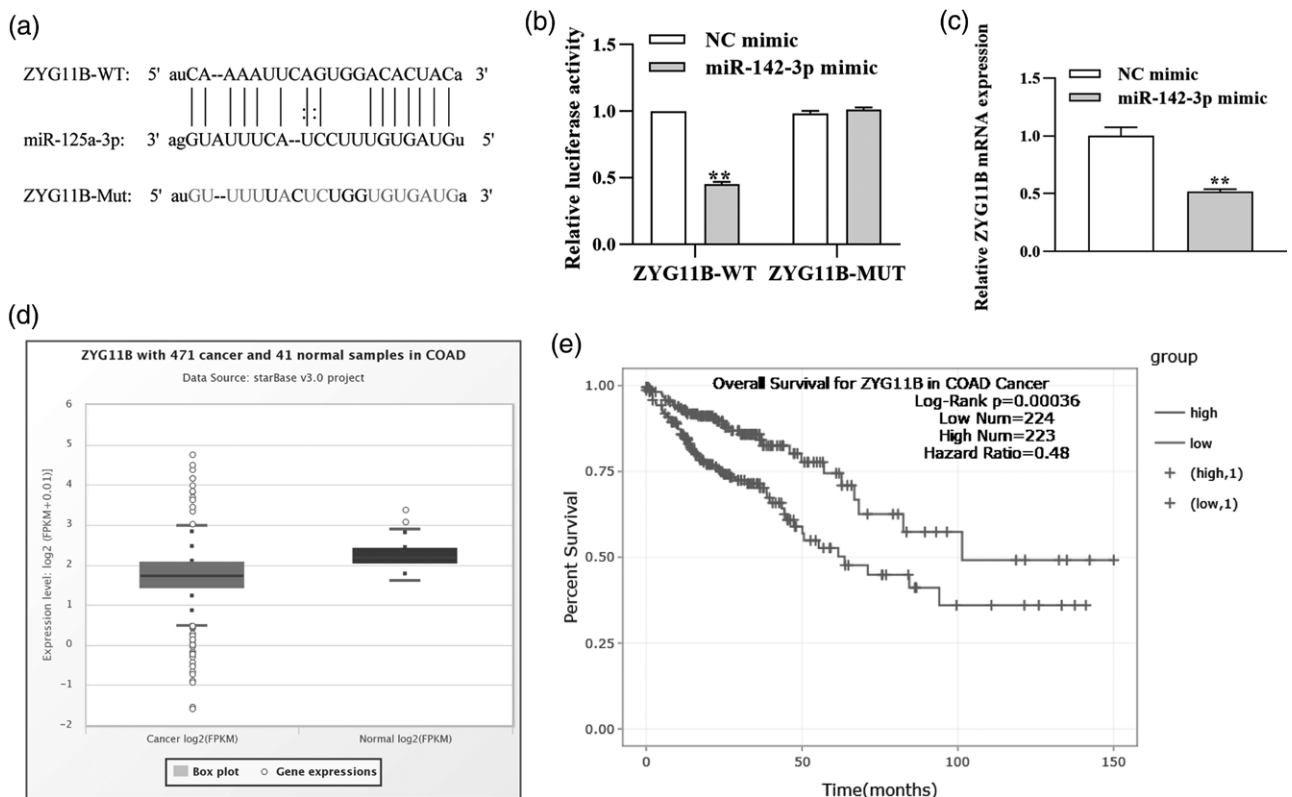 (a)
ZYG11B-WT: 5' auCA--AAAUUCAGUGGACACUACa 3'
miR-125a-3p: 3' agGUAUUUCA--UCCUUUGUGAUGu 5'
ZYG11B-Mut: 5' auGU--UUUUUACUCUGGUGUGAUGa 3'
(b)
Relative luciferase activity
NC mimic
miR-142-3p mimic
1.5
1.0
0.5
0.0
**
ZYG11B-WT
ZYG11B-MUT
(c)
Relative ZYG11B mRNA expression
NC mimic
miR-142-3p mimic
1.5
1.0
0.5
0.0
**
(d)
ZYG11B with 471 cancer and 41 normal samples in COAD
Data Source: starBase v3.0 project
Expression level: log2 (FPKM+0.01)]
6
5
4
3
2
1
0
-1
-2
Cancer log2(FPKM)
Normal log2(FPKM)
Box plot
Gene expressions
(e)
Overall Survival for ZYG11B in COAD Cancer
Log-Rank p=0.00036
Low Num=224
High Num=223
Hazard Ratio=0.48
Percent Survival
1.00
0.75
0.50
0.25
0.00
0
50
100
150
Time(months)
group
high
low
(high,1)
(low,1)